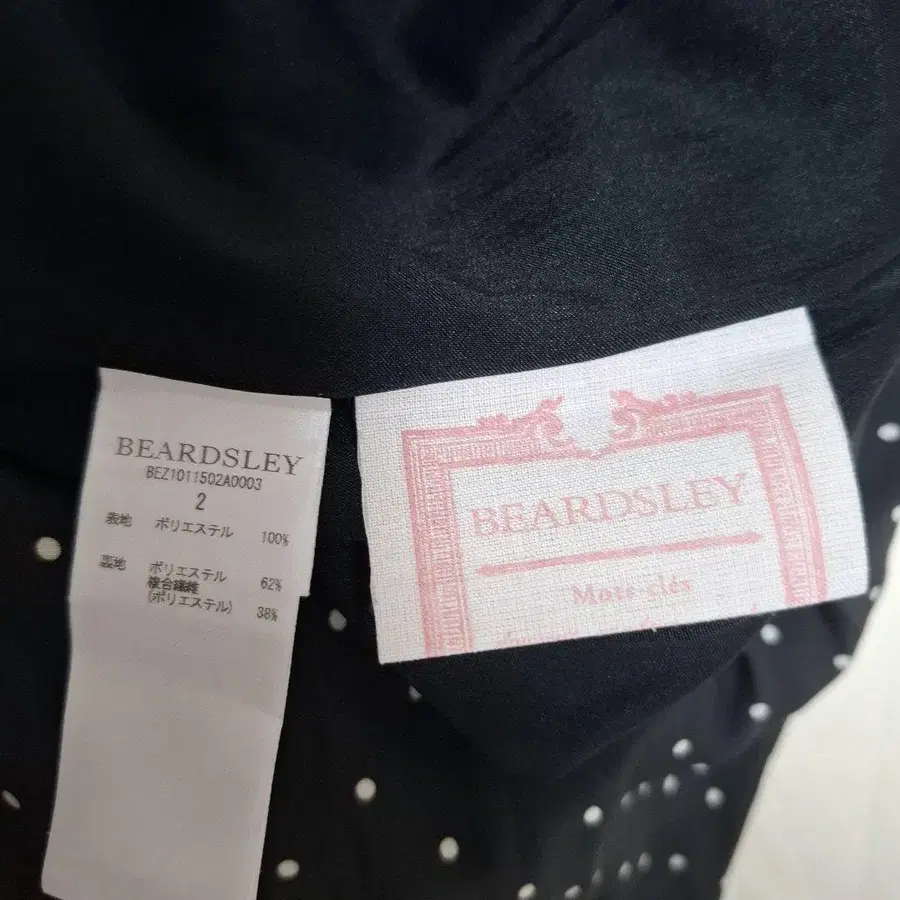 BEARDSLEY
BEZ1011502A0003
2
表地 ポリエステル 100%
裏地 ポリエステル 62%
複合繊維
(ポリエステル) 38%
BEARDSLEY
Mots-clés